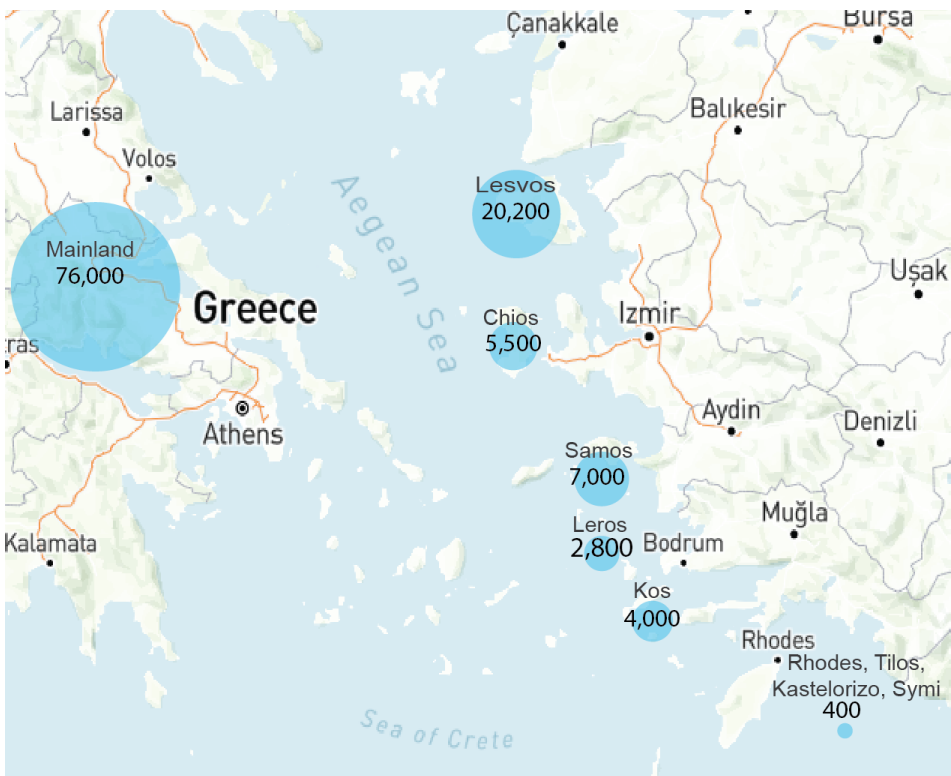 Çanakkale
Bursa
Larissa
Balıkesir
Volos
Aegean Sea
Lesvos
20,200
Mainland
76,000
Uşak
Greece
Chios
5,500
Izmir
tras
Athens
Aydin
Denizli
Samos
7,000
Leros
2,800
Muğla
Kalamata
Bodrum
Kos
4,000
Rhodes
Rhodes, Tilos,
Kastelorizo, Symi
400
Sea of Crete